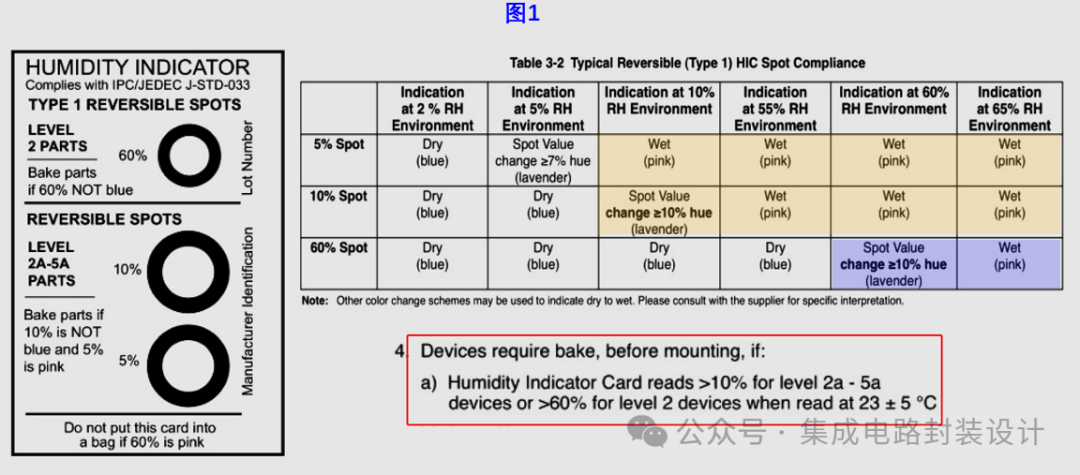 图1
HUMIDITY INDICATOR
Complies with IPC/JEDEC J-STD-033
TYPE 1 REVERSIBLE SPOTS
LEVEL
2 PARTS
60%
Bake parts
if 60% NOT blue
Lot Number
REVERSIBLE SPOTS
LEVEL
2A-5A
PARTS
10%
Bake parts if
10% is NOT
blue and 5%
is pink
5%
Manufacturer Identification
Do not put this card into
a bag if 60% is pink
Table 3-2 Typical Reversible (Type 1) HIC Spot Compliance
Indication at 2 % RH Environment
Indication at 5% RH Environment
Indication at 10% RH Environment
Indication at 55% RH Environment
Indication at 60% RH Environment
Indication at 65% RH Environment
5% Spot
Dry (blue)
Spot Value change ≥7% hue (lavender)
Wet (pink)
Wet (pink)
Wet (pink)
Wet (pink)
10% Spot
Dry (blue)
Dry (blue)
Spot Value change ≥10% hue (lavender)
Wet (pink)
Wet (pink)
Wet (pink)
60% Spot
Dry (blue)
Dry (blue)
Dry (blue)
Dry (blue)
Spot Value change ≥10% hue (lavender)
Wet (pink)
Note: Other color change schemes may be used to indicate dry to wet. Please consult with the supplier for specific interpretation.
4. Devices require bake, before mounting, if:
a) Humidity Indicator Card reads >10% for level 2a - 5a
devices or >60% for level 2 devices when read at 23 ± 5 °C
公众号 · 集成电路封装设计